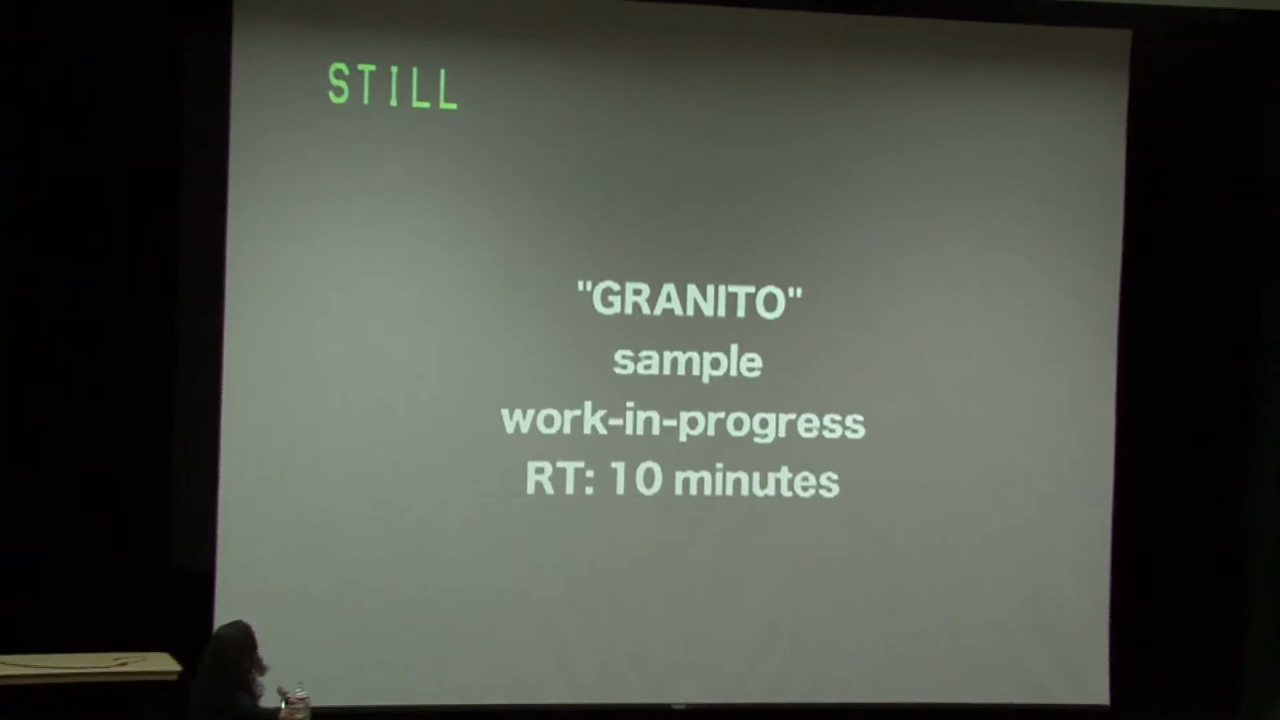 STILL
"GRANITO"
sample
work-in-progress
RT: 10 minutes